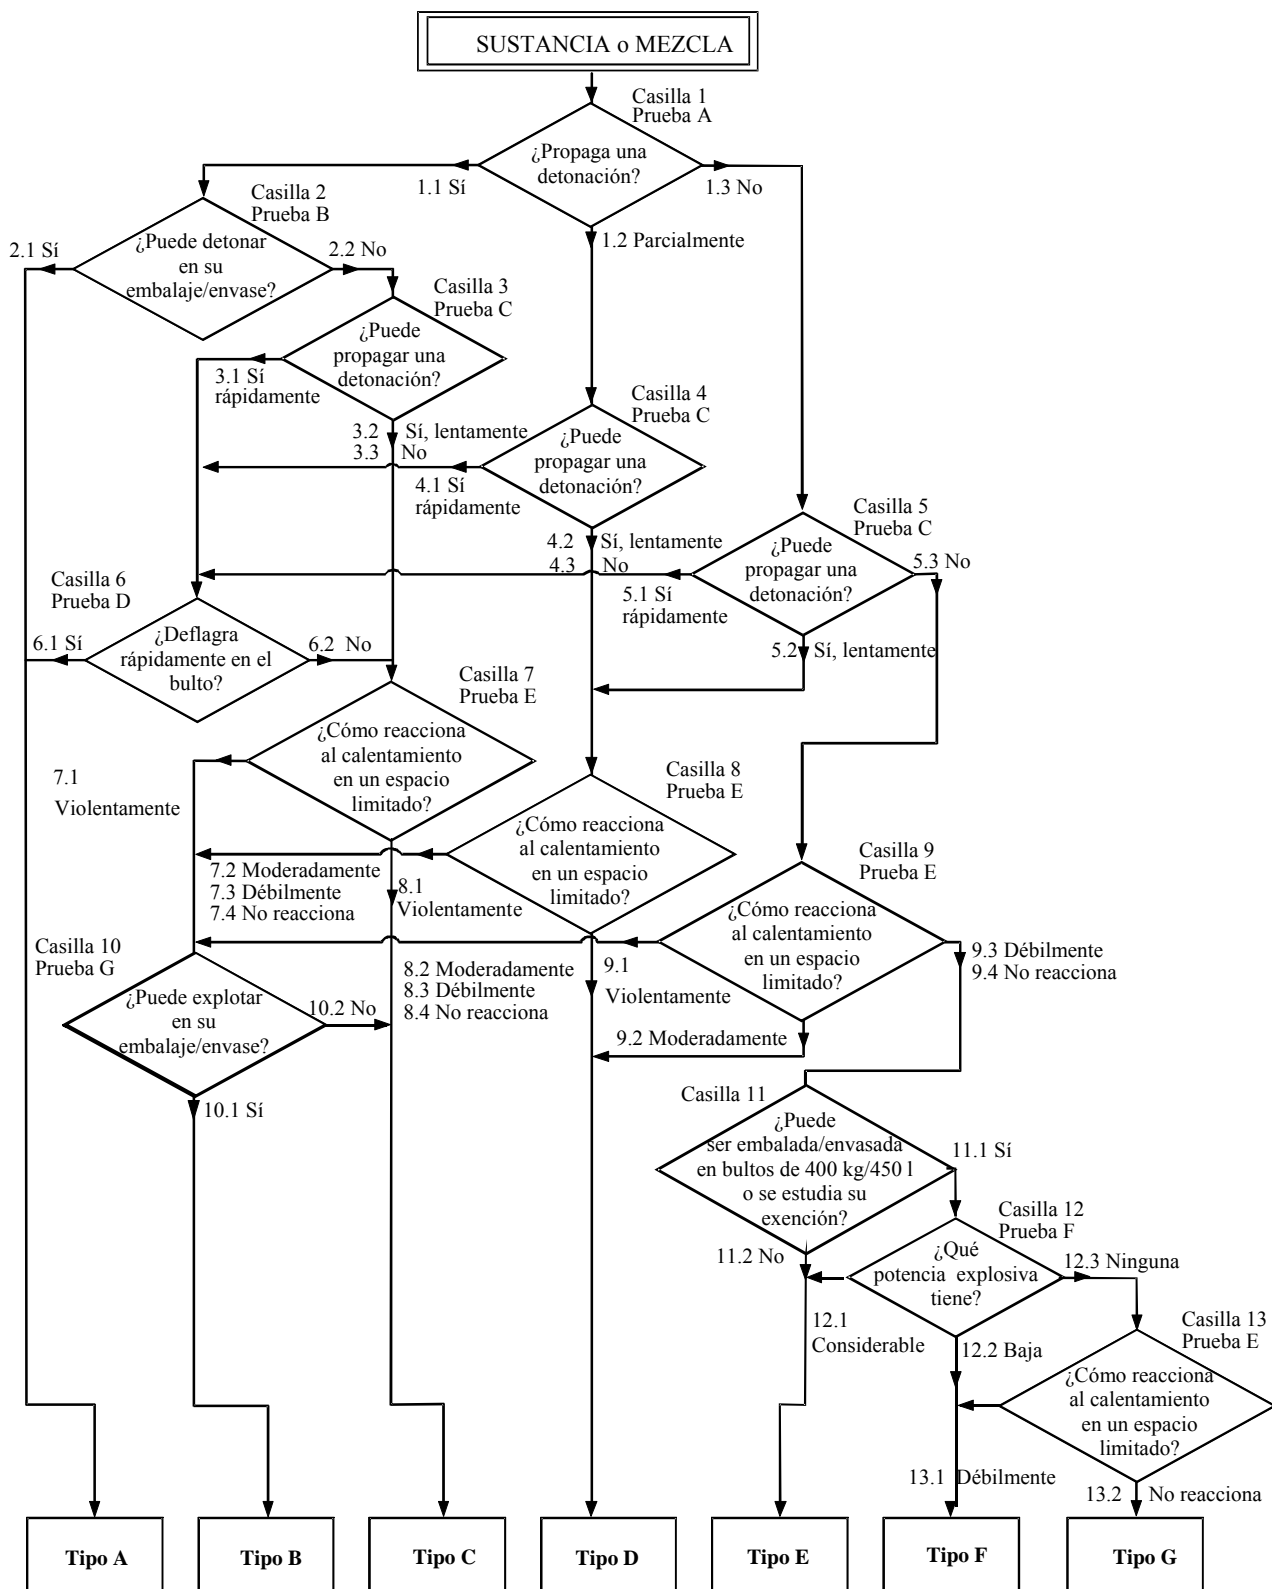 SUSTANCIA o MEZCLA
Casilla 1
Prueba A
¿Propaga una
detonación?
1.1 Sí
1.3 No
1.2 Parcialmente
Casilla 2
Prueba B
¿Puede detonar
en su
embalaje/envase?
2.1 Sí
2.2 No
Casilla 3
Prueba C
¿Puede
propagar una
detonación?
3.1 Sí
rápidamente
3.2 Sí, lentamente
3.3 No
Casilla 4
Prueba C
¿Puede
propagar una
detonación?
4.1 Sí
rápidamente
4.2 Sí, lentamente
4.3 No
Casilla 5
Prueba C
¿Puede
propagar una
detonación?
5.3 No
5.1 Sí
rápidamente
5.2 Sí, lentamente
Casilla 6
Prueba D
¿Deflagra
rápidamente en el
bulto?
6.1 Sí
6.2 No
Casilla 7
Prueba E
¿Cómo reacciona
al calentamiento
en un espacio
limitado?
7.1
Violentamente
7.2 Moderadamente
7.3 Débilmente
7.4 No reacciona
Casilla 8
Prueba E
¿Cómo reacciona
al calentamiento
en un espacio
limitado?
8.1
Violentamente
8.2 Moderadamente
8.3 Débilmente
8.4 No reacciona
Casilla 9
Prueba E
¿Cómo reacciona
al calentamiento
en un espacio
limitado?
9.1
Violentamente
9.2 Moderadamente
9.3 Débilmente
9.4 No reacciona
Casilla 10
Prueba G
¿Puede explotar
en su
embalaje/envase?
10.2 No
10.1 Sí
Casilla 11
¿Puede
ser embalada/envasada
en bultos de 400 kg/450 l
o se estudia su
exención?
11.1 Sí
11.2 No
Casilla 12
Prueba F
¿Qué
potencia explosiva
tiene?
12.3 Ninguna
12.1
Considerable
12.2 Baja
Casilla 13
Prueba E
¿Cómo reacciona
al calentamiento
en un espacio
limitado?
13.1 Débilmente
13.2 No reacciona
Tipo A
Tipo B
Tipo C
Tipo D
Tipo E
Tipo F
Tipo G